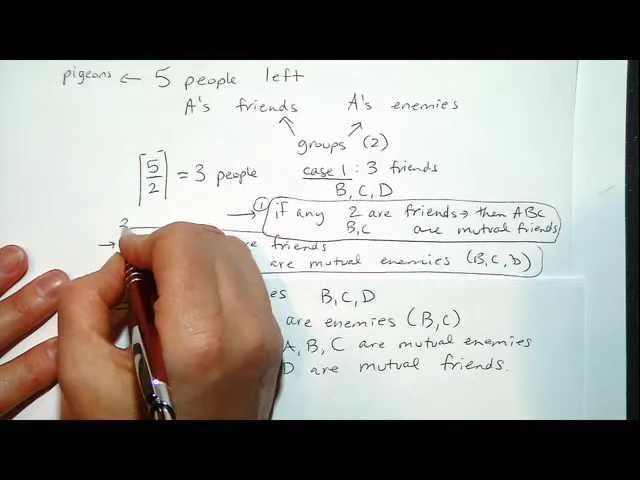 pigeons ← 5 people left
A's friends A's enemies
groups (2)
⌈5/2⌉ = 3 people
case 1: 3 friends
B, C, D
→ ① if any 2 are friends → then ABC
B,C are mutual friends
2
→ re friends
are mutual enemies (B,C,D)
es B,C,D
are enemies (B,C)
A, B, C are mutual enemies
D are mutual friends.